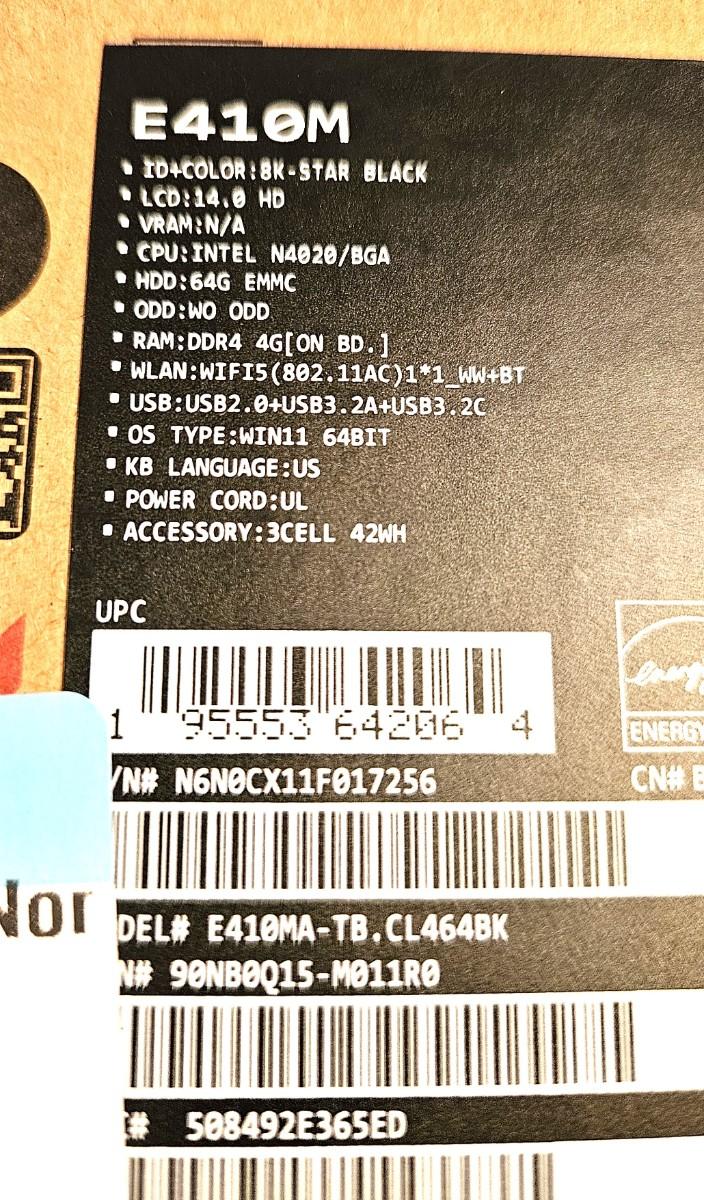 E410M
ID+COLOR:8K-STAR BLACK
LCD:14.0 HD
VRAM:N/A
CPU:INTEL N4020/BGA
HDD:64G EMMC
ODD:WO ODD
RAM:DDR4 4G[ON BD.]
WLAN:WIFI5(802.11AC)1*1_WW+BT
USB:USB2.0+USB3.2A+USB3.2C
OS TYPE:WIN11 64BIT
KB LANGUAGE:US
POWER CORD:UL
ACCESSORY:3CELL 42WH
UPC
1 95553 64206 4
energy
ENERGY
/N# N6N0CX11F017256 CN# B
Nor
DEL# E410MA-TB.CL464BK
N# 90NB0Q15-M011R0
# 508492E365ED